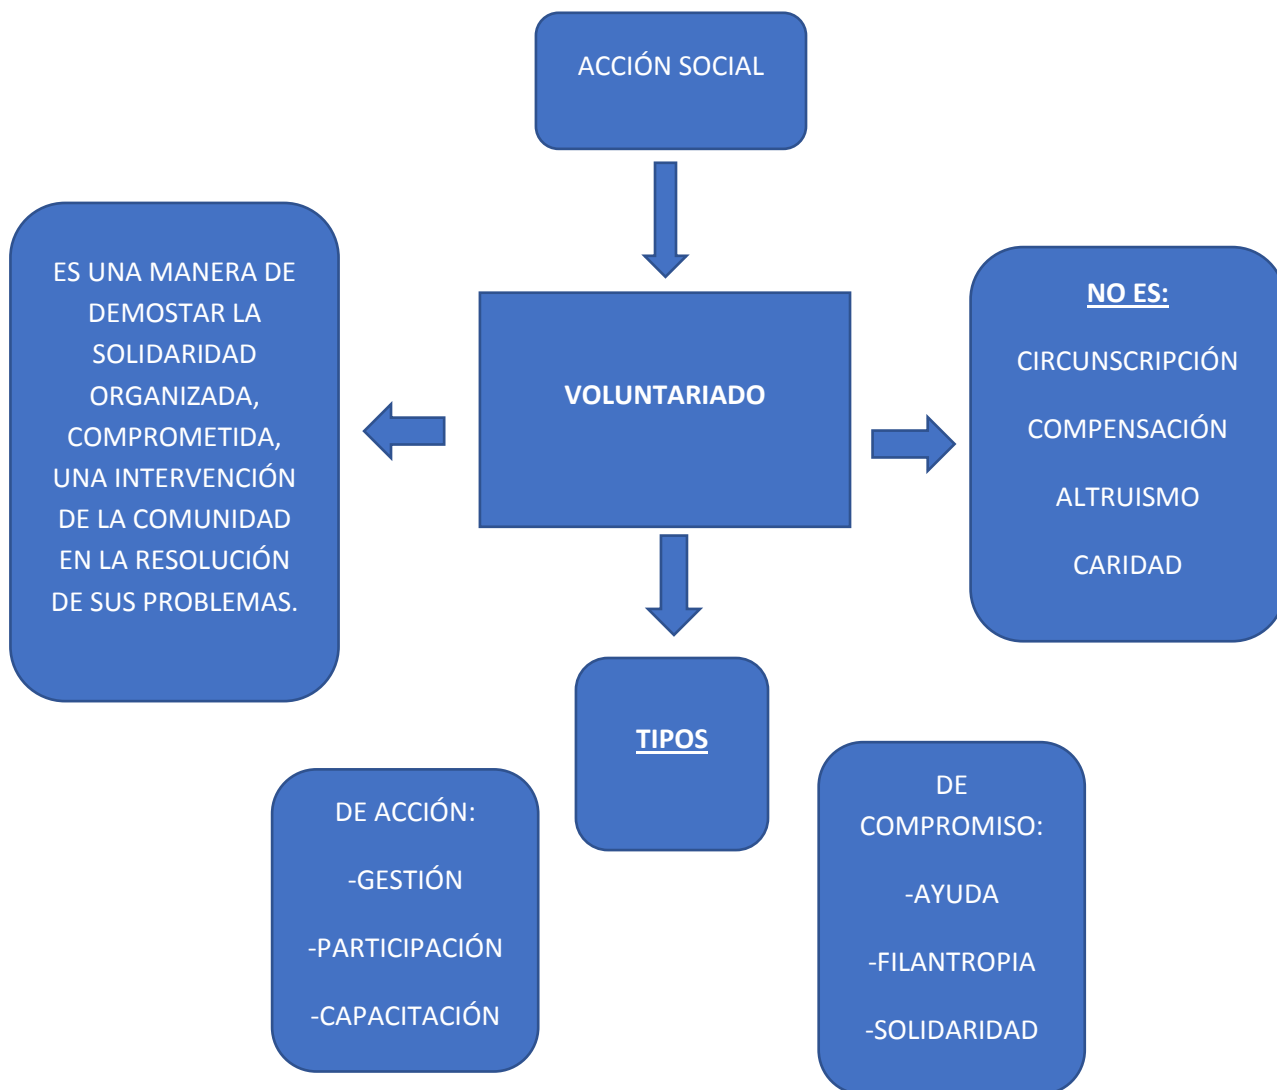 ACCIÓN SOCIAL
ES UNA MANERA DE
DEMOSTAR LA
SOLIDARIDAD
ORGANIZADA,
COMPROMETIDA,
UNA INTERVENCIÓN
DE LA COMUNIDAD
EN LA RESOLUCIÓN
DE SUS PROBLEMAS.
VOLUNTARIADO
NO ES:
CIRCUNSCRIPCIÓN
COMPENSACIÓN
ALTRUISMO
CARIDAD
TIPOS
DE ACCIÓN:
-GESTIÓN
-PARTICIPACIÓN
-CAPACITACIÓN
DE
COMPROMISO:
-AYUDA
-FILANTROPIA
-SOLIDARIDAD